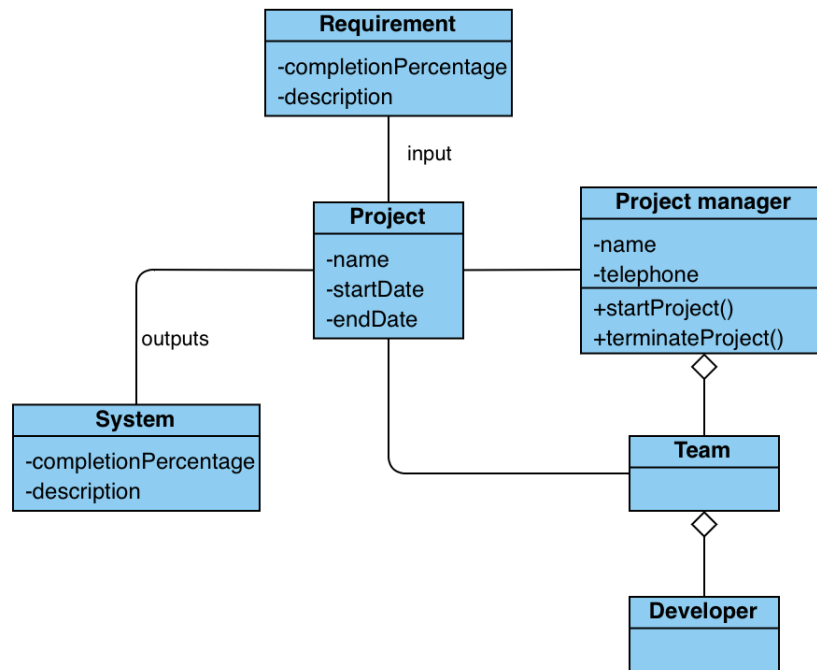 Requirement
-completionPercentage
-description
input
Project
-name
-startDate
-endDate
Project manager
-name
-telephone
+startProject()
+terminateProject()
outputs
System
-completionPercentage
-description
Team
Developer